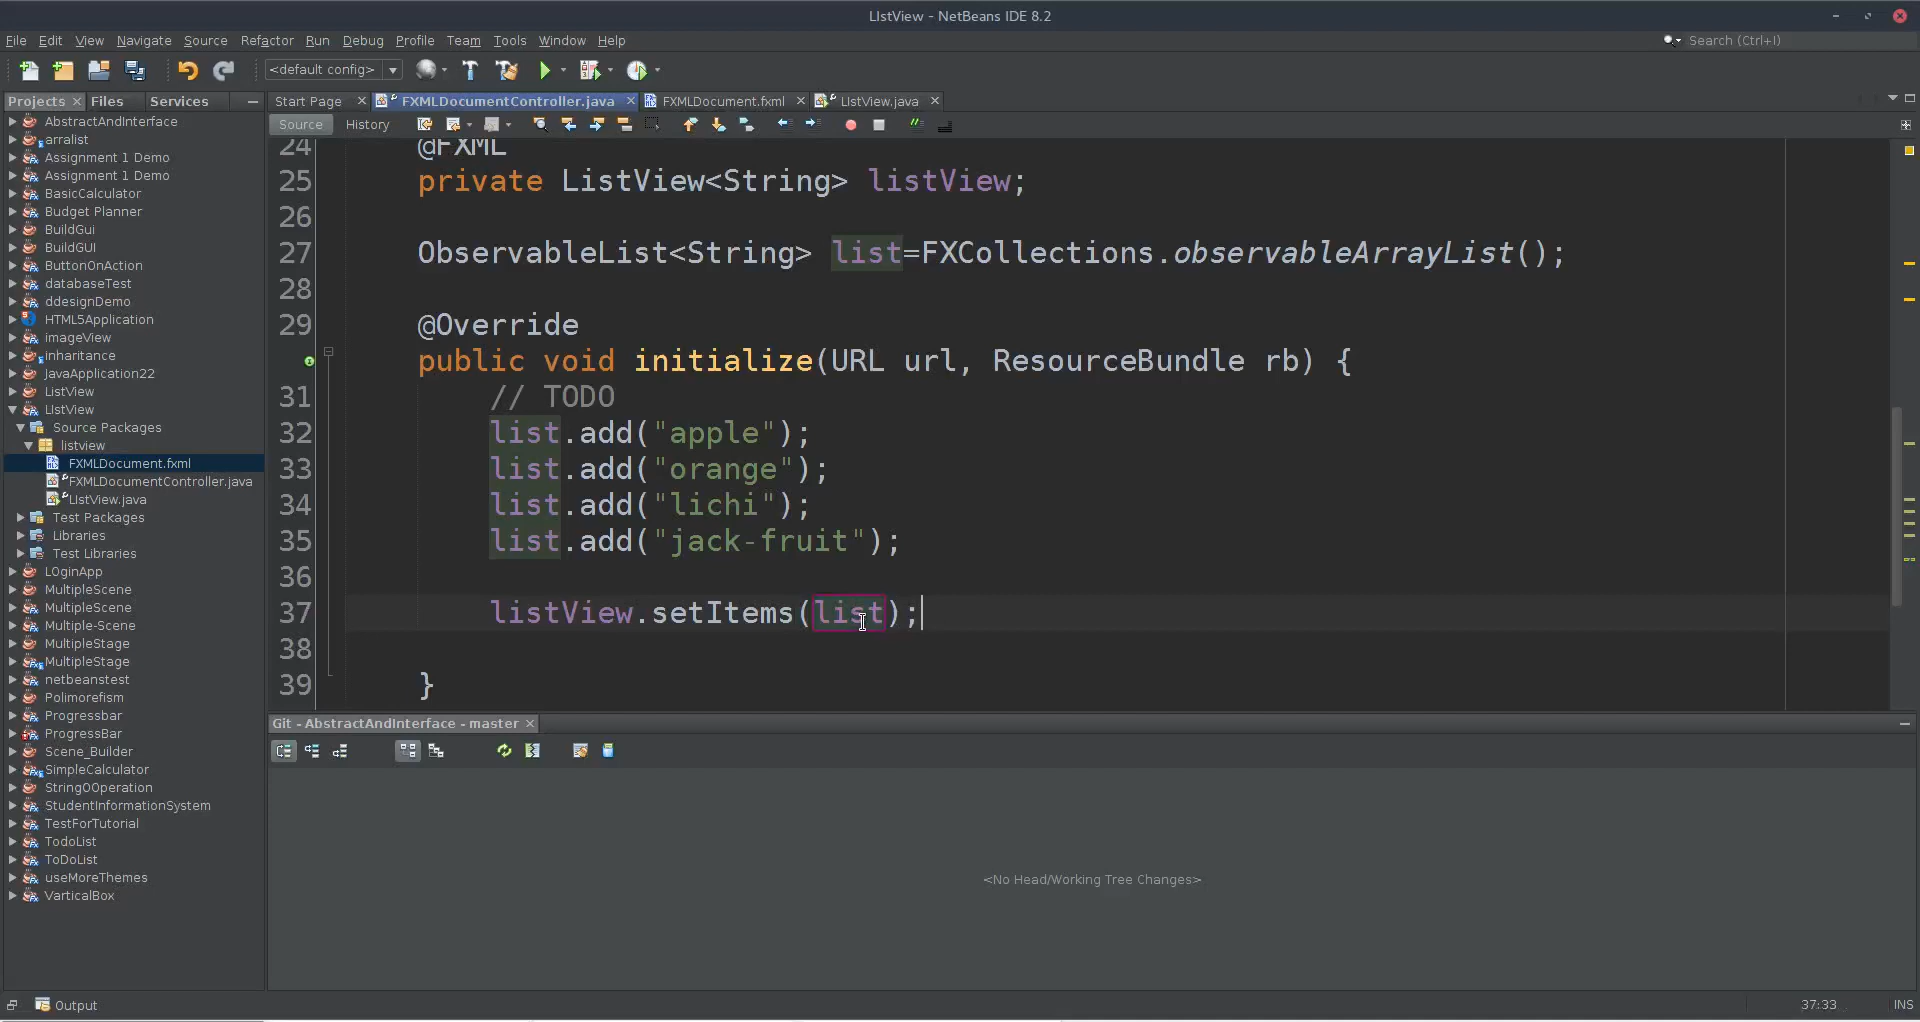 LIstView - NetBeans IDE 8.2
File Edit View Navigate Source Refactor Run Debug Profile Team Tools Window Help
Search (Ctrl+I)
<default config>
Projects Files Services
Start Page FXMLDocumentController.java FXMLDocument.fxml LIstView.java
Source History
AbstractAndInterface
arralist
Assignment 1 Demo
Assignment 1 Demo
BasicCalculator
Budget Planner
BuildGui
BuildGUI
ButtonOnAction
databaseTest
ddesignDemo
HTML5Application
imageView
inharitance
JavaApplication22
ListView
LIstView
Source Packages
listview
FXMLDocument.fxml
FXMLDocumentController.java
LIstView.java
Test Packages
Libraries
Test Libraries
LOginApp
MultipleScene
MultipleScene
Multiple-Scene
MultipleStage
MultipleStage
netbeanstest
Polimorefism
Progressbar
ProgressBar
Scene_Builder
SimpleCalculator
StringOOperation
StudentInformationSystem
TestForTutorial
TodoList
ToDoList
useMoreThemes
VarticalBox
24 @FXML
25 private ListView<String> listView;
26
27 ObservableList<String> list=FXCollections.observableArrayList();
28
29 @Override
public void initialize(URL url, ResourceBundle rb) {
31 // TODO
32 list.add("apple");
33 list.add("orange");
34 list.add("lichi");
35 list.add("jack-fruit");
36
37 listView.setItems(list);
38
39 }
Git - AbstractAndInterface - master
<No Head/Working Tree Changes>
Output
37:33 INS